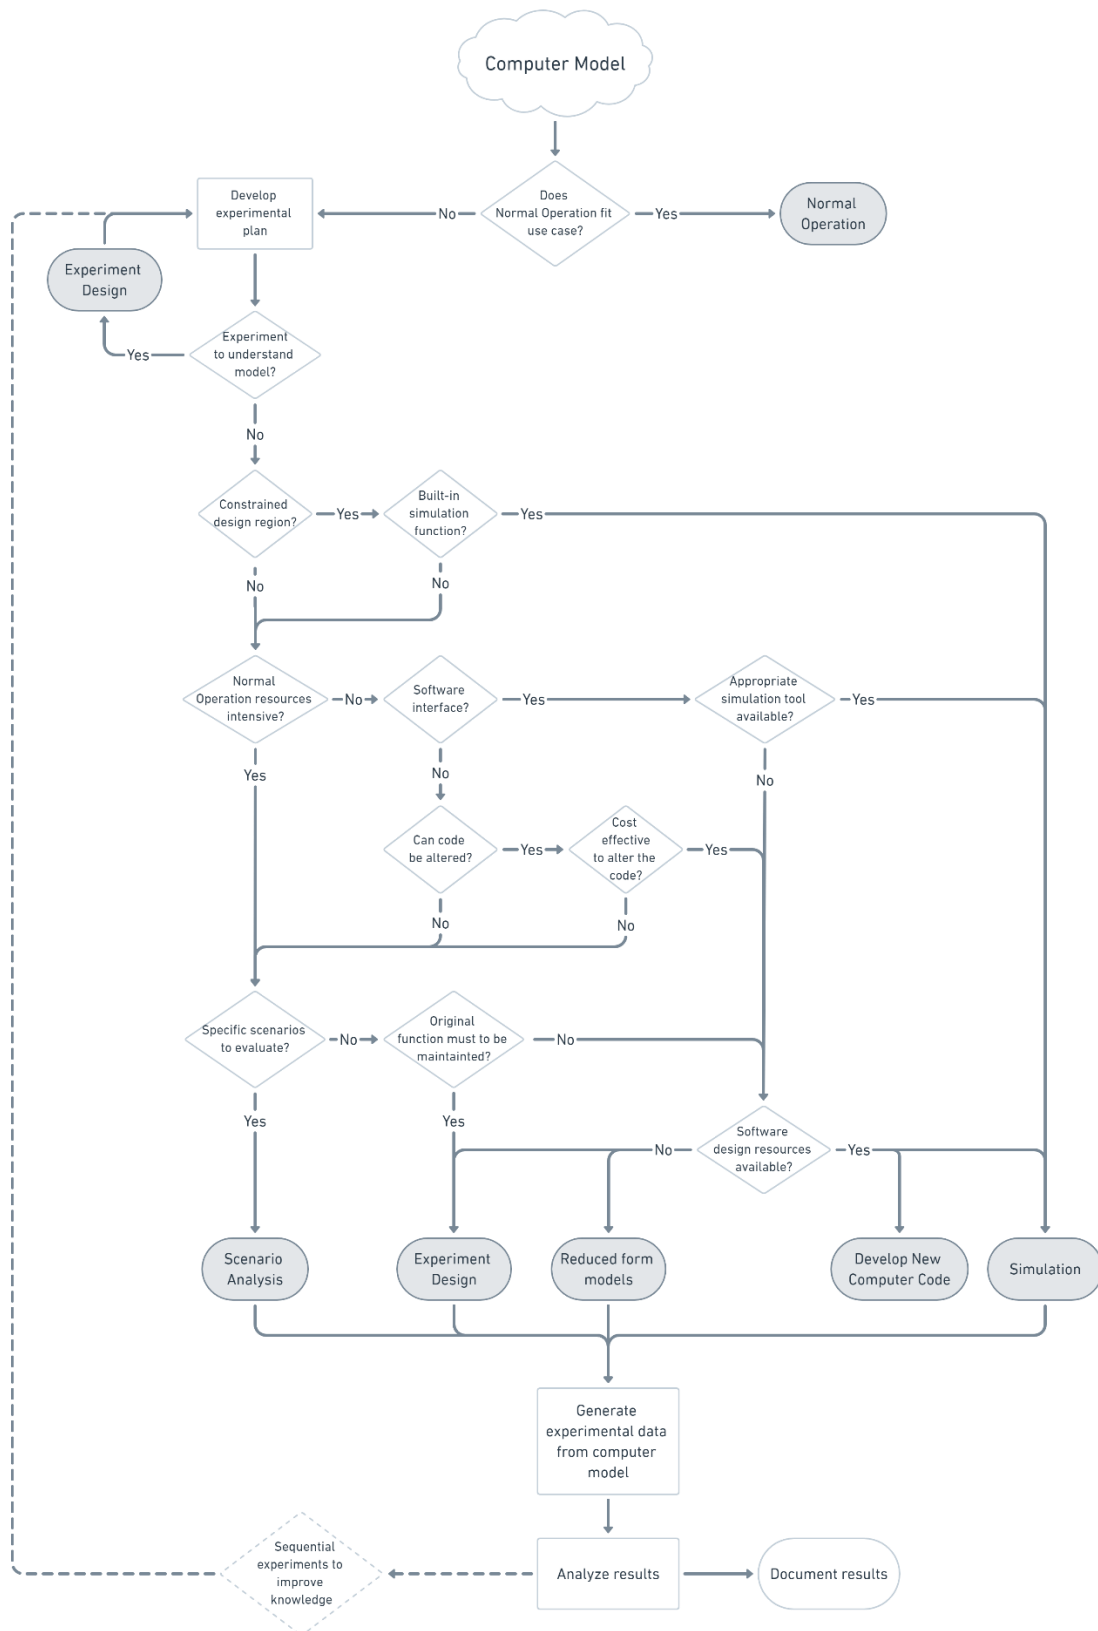 Computer Model
Does
Normal Operation fit
use case?
No
Yes
Normal
Operation
Develop
experimental
plan
Experiment
Design
Experiment
to understand
model?
Yes
No
Constrained
design region?
Yes
Built-in
simulation
function?
Yes
No
No
Normal
Operation resources
intensive?
No
Software
interface?
Yes
Appropriate
simulation tool
available?
Yes
Yes
No
No
Can code
be altered?
Yes
Cost
effective
to alter the
code?
Yes
No
No
Specific scenarios
to evaluate?
No
Original
function must to be
maintainted?
No
Yes
Yes
Software
design resources
available?
No
Yes
Scenario
Analysis
Experiment
Design
Reduced form
models
Develop New
Computer Code
Simulation
Generate
experimental data
from computer
model
Sequential
experiments to
improve
knowledge
Analyze results
Document results